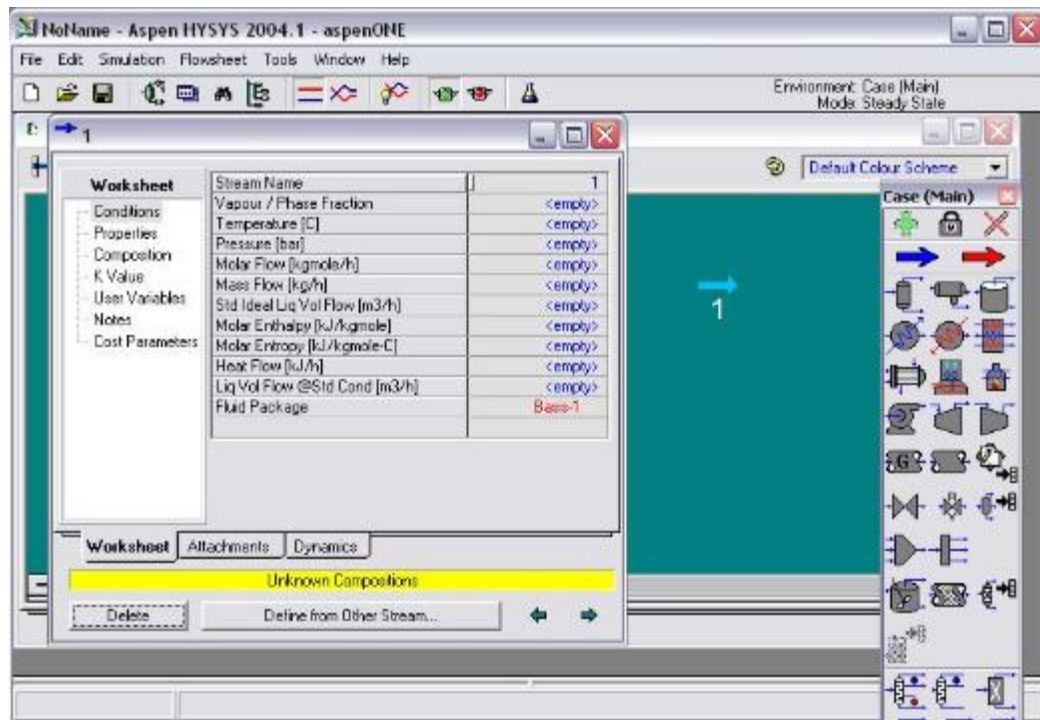 NoName - Aspen HYSYS 2004.1 - aspenONE
File Edit Simulation Flowsheet Tools Window Help
Environment: Case (Main)
Mode: Steady State
1
Default Colour Scheme
Case (Main)
Worksheet
Conditions
Properties
Composition
K Value
User Variables
Notes
Cost Parameters
Stream Name 1
Vapour / Phase Fraction <empty>
Temperature [C] <empty>
Pressure [bar] <empty>
Molar Flow [kgmole/h] <empty>
Mass Flow [kg/h] <empty>
Std Ideal Liq Vol Flow [m3/h] <empty>
Molar Enthalpy [kJ/kgmole] <empty>
Molar Entropy [kJ/kgmole-C] <empty>
Heat Flow [kJ/h] <empty>
Liq Vol Flow @Std Cond [m3/h] <empty>
Fluid Package Basis-1
1
G
Worksheet Attachments Dynamics
Unknown Compositions
Delete Define from Other Stream...